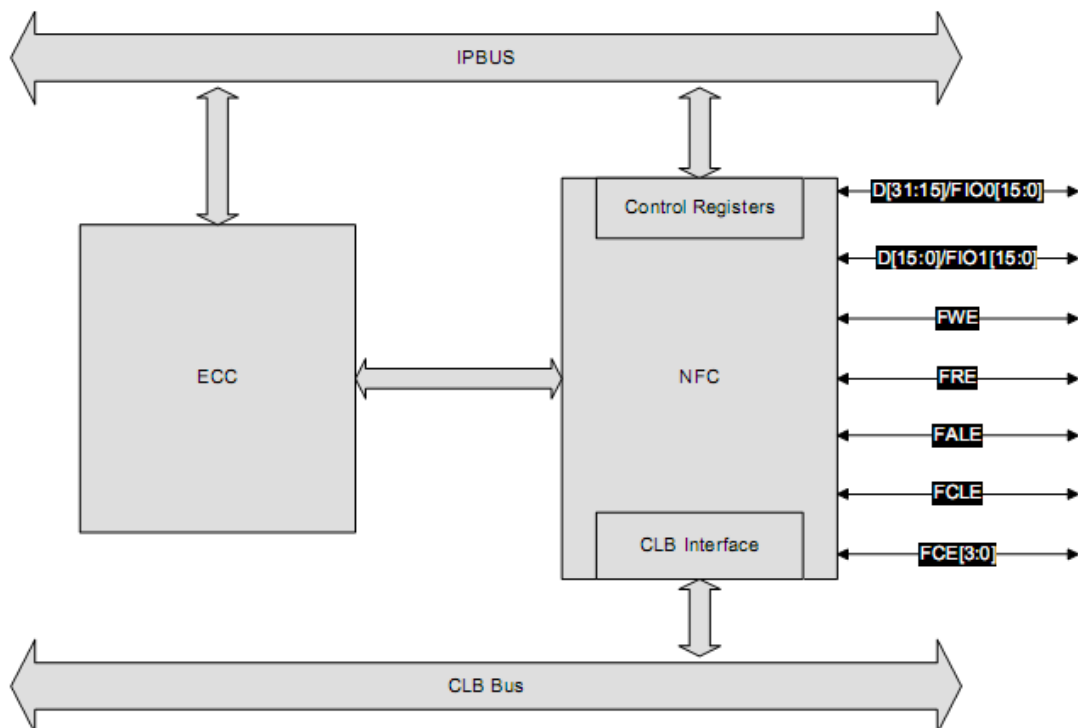 IPBUS
Control Registers
D[31:15]/FIO0[15:0]
D[15:0]/FIO1[15:0]
FWE
ECC
NFC
FRE
FALE
FCLE
CLB Interface
FCE[3:0]
CLB Bus